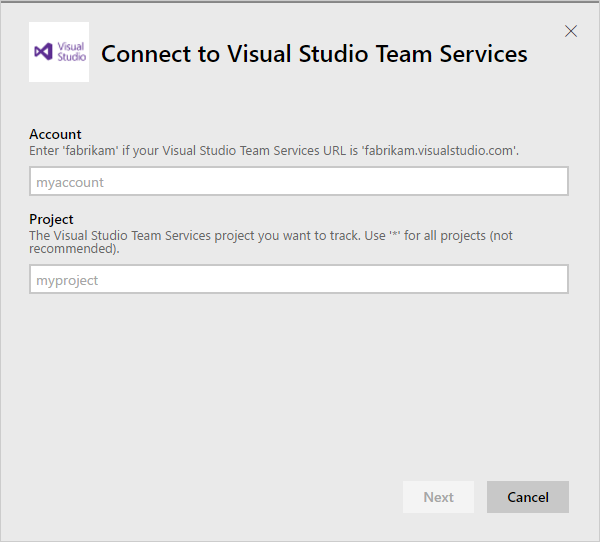 Visual
Studio
Connect to Visual Studio Team Services
Account
Enter 'fabrikam' if your Visual Studio Team Services URL is 'fabrikam.visualstudio.com'.
myaccount
Project
The Visual Studio Team Services project you want to track. Use '*' for all projects (not
recommended).
myproject
Next
Cancel